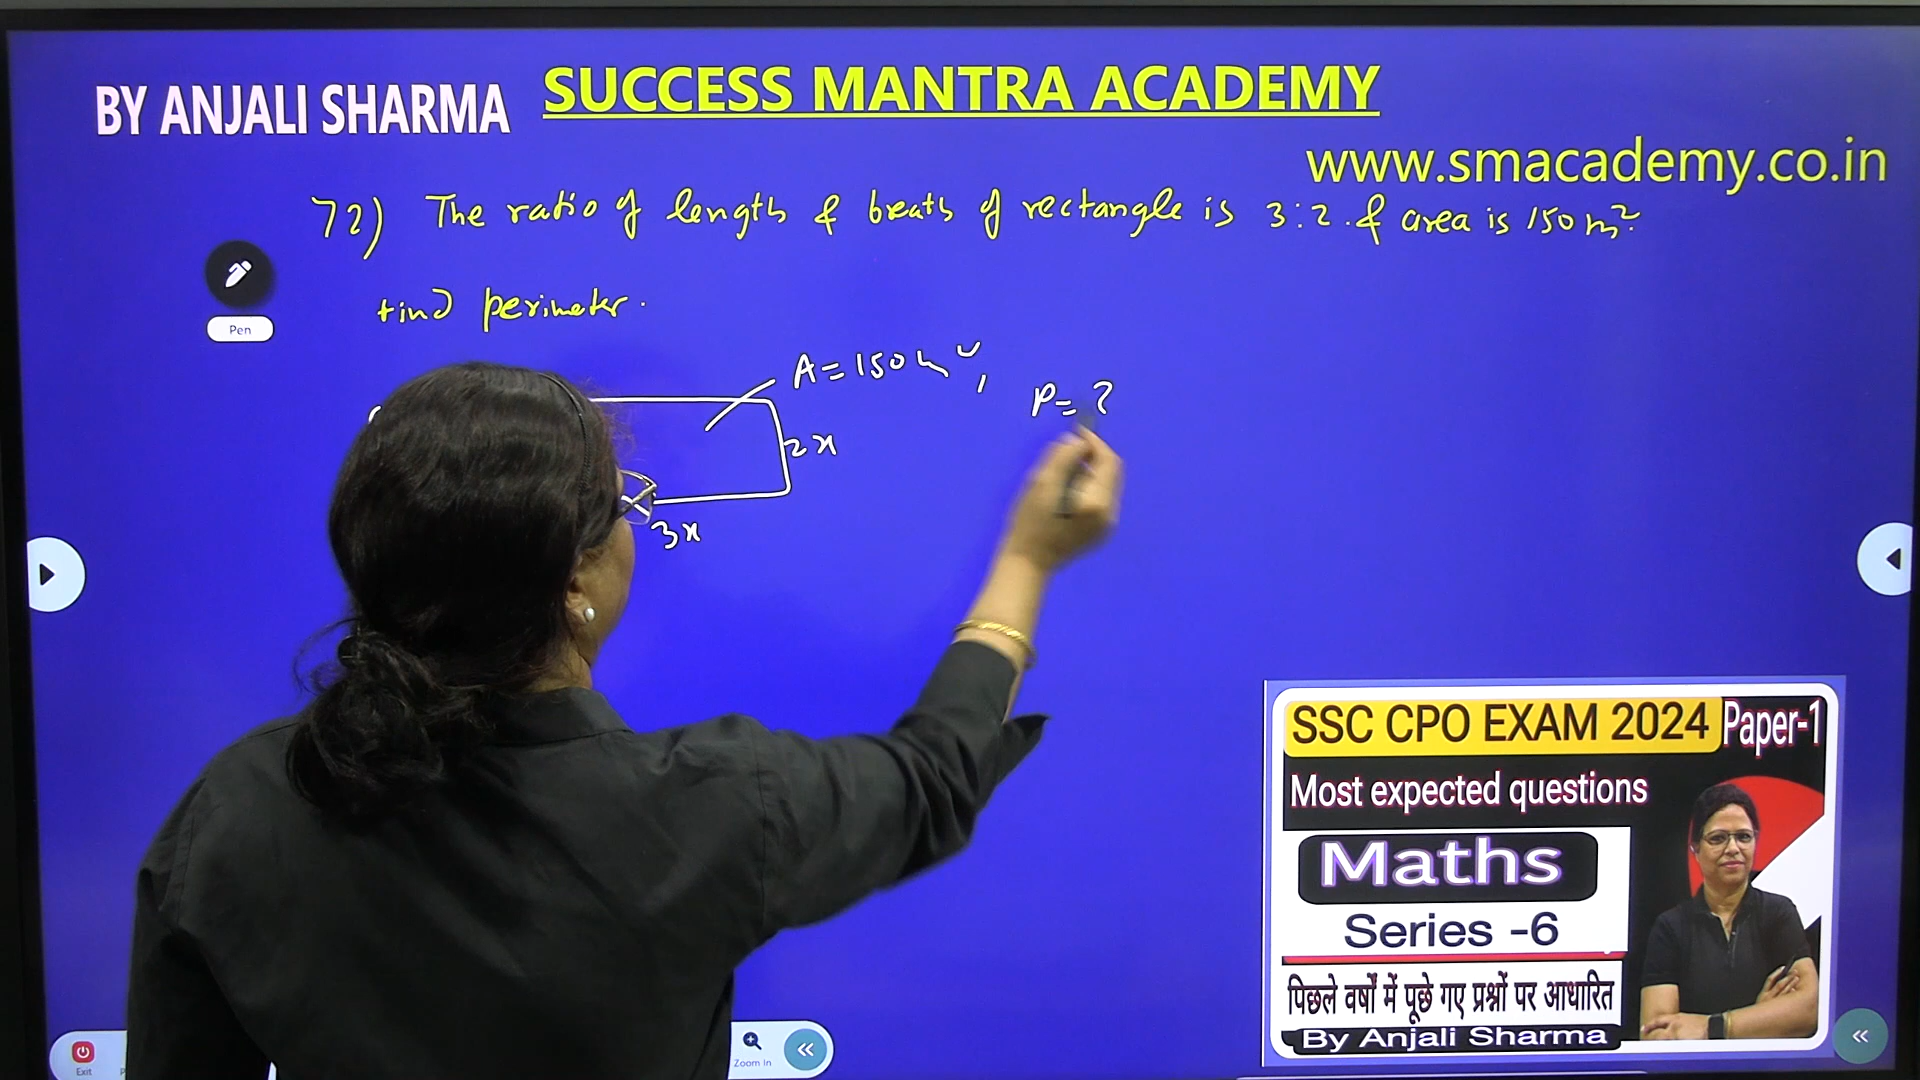 BY ANJALI SHARMA
SUCCESS MANTRA ACADEMY
www.smacademy.co.in
72) The ratio of length & breath of rectangle is 3:2. & area is 150 m².
find perimeter.
Pen
A = 150 m²,
P = ?
2x
3x
SSC CPO EXAM 2024 Paper-1
Most expected questions
Maths
Series -6
पिछले वर्षों में पूछे गए प्रश्नों पर आधारित
By Anjali Sharma
Exit
Zoom in